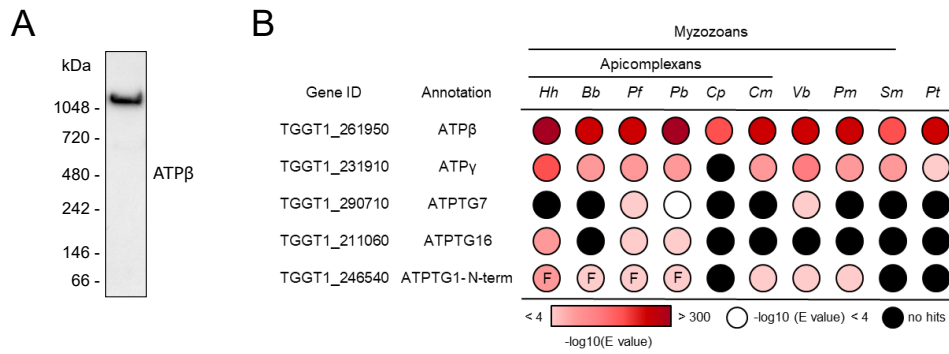 A
kDa
1048 -
720 -
480 -
242 -
146 -
66 -
ATPβ
B
Myzozoans
Apicomplexans
Gene ID Annotation Hh Bb Pf Pb Cp Cm Vb Pm Sm Pt
TGGT1_261950 ATPβ
TGGT1_231910 ATPγ
TGGT1_290710 ATPTG7
TGGT1_211060 ATPTG16
TGGT1_246540 ATPTG1-N-term F F F F
< 4 > 300 -log10 (E value) < 4 no hits
-log10(E value)